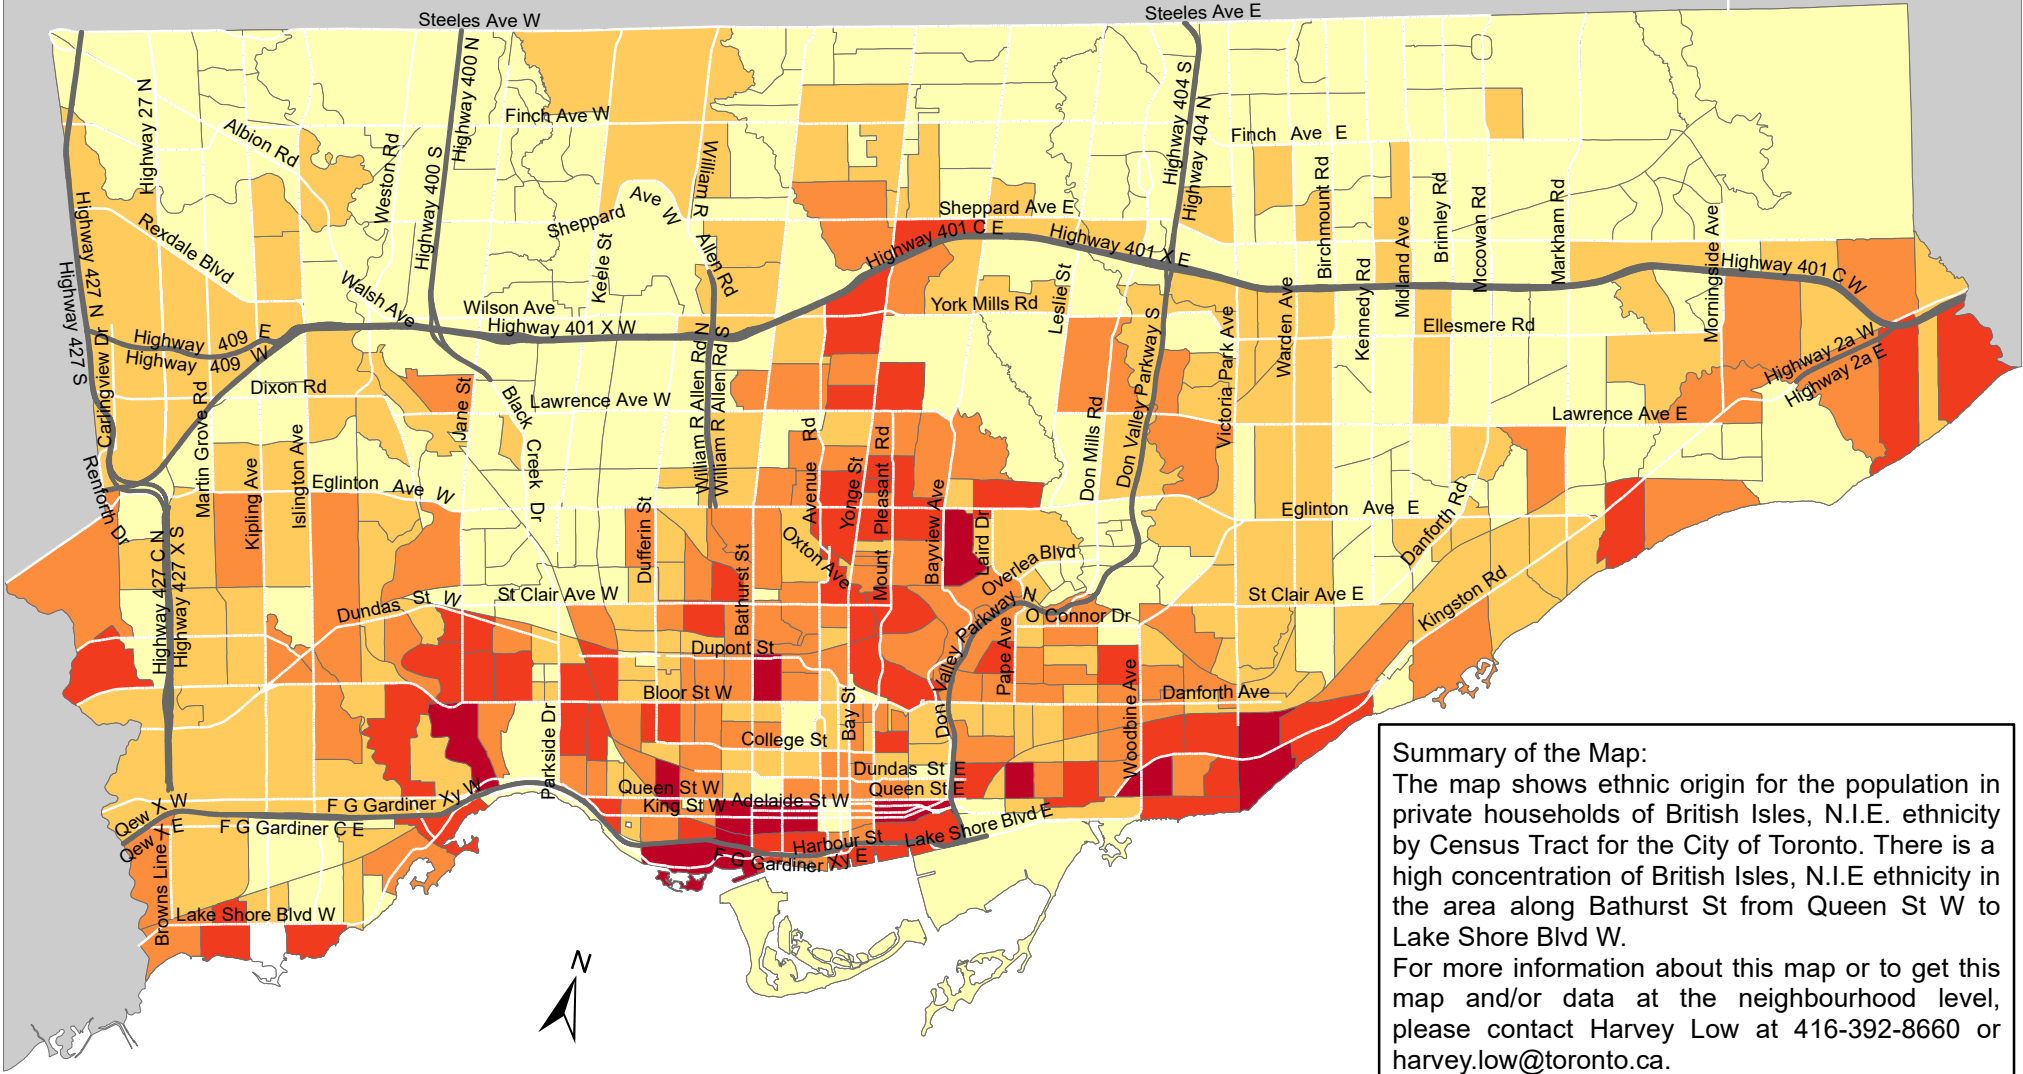 Steeles Ave W
Steeles Ave E
Highway 27 N
Albion Rd
Weston Rd
Highway 400 N
Highway 400 S
Finch Ave W
William R Allen Rd
Highway 404 S
Highway 404 N
Finch Ave E
Birchmount Rd
Midland Ave
Brimley Rd
Mccowan Rd
Markham Rd
Morningside Ave
Highway 427 N
Highway 427 N
Highway 427 S
Rexdale Blvd
Sheppard Ave W
Keele St
Sheppard Ave E
Highway 401 C E
Highway 401 X E
Highway 401 C W
Walsh Ave
Wilson Ave
Highway 401 X W
York Mills Rd
Leslie St
Victoria Park Ave
Warden Ave
Kennedy Rd
Ellesmere Rd
Highway 2a W
Highway 2a E
Highway 409 E
Highway 409 W
Carlingview Dr
Dixon Rd
Martin Grove Rd
Jane St
Black Creek Dr
Lawrence Ave W
William R Allen Rd N
William R Allen Rd S
Avenue Rd
Yonge St
Mount Pleasant Rd
Don Mills Rd
Don Valley Parkway S
Lawrence Ave E
Renforth Dr
Kipling Ave
Islington Ave
Eglinton Ave W
Dufferin St
Bathurst St
Oxton Ave
Bayview Ave
Laird Dr
Overlea Blvd
Eglinton Ave E
Danforth Rd
Highway 427 C N
Highway 427 X S
Dundas St W
St Clair Ave W
Don Valley Parkway N
O Connor Dr
St Clair Ave E
Kingston Rd
Dupont St
Pape Ave
Woodbine Ave
Bloor St W
Bay St
Danforth Ave
Parkside Dr
College St
Dundas St E
Queen St W
Queen St E
King St W
Adelaide St W
Qew X W
Qew X E
F G Gardiner Xy W
F G Gardiner C E
Harbour St
Lake Shore Blvd E
F G Gardiner Xy E
Browns Line
Lake Shore Blvd W
N
Summary of the Map:
The map shows ethnic origin for the population in
private households of British Isles, N.I.E. ethnicity
by Census Tract for the City of Toronto. There is a
high concentration of British Isles, N.I.E ethnicity in
the area along Bathurst St from Queen St W to
Lake Shore Blvd W.
For more information about this map or to get this
map and/or data at the neighbourhood level,
please contact Harvey Low at 416-392-8660 or
harvey.low@toronto.ca.